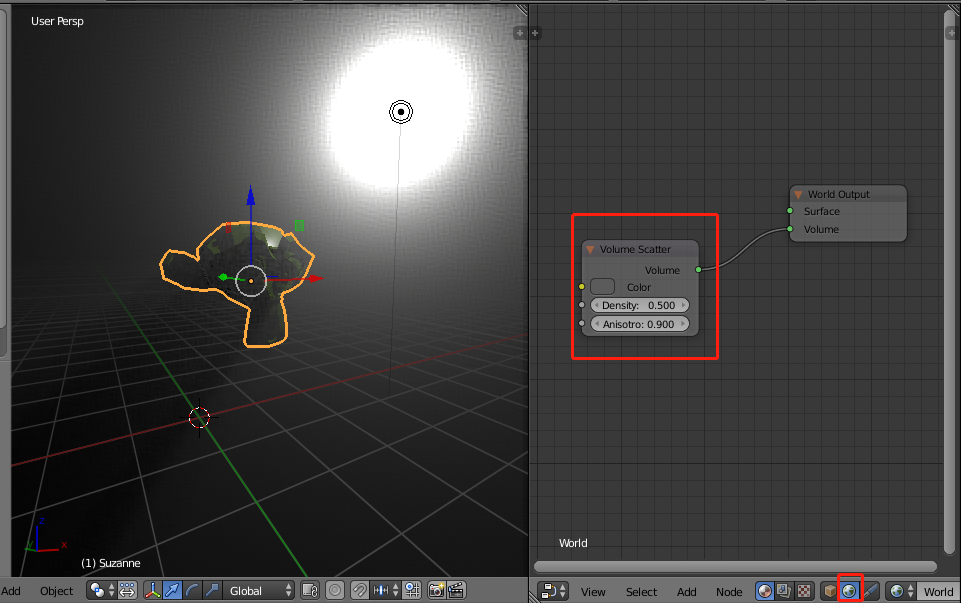 User Persp
World Output
Surface
Volume
Volume Scatter
Volume
Color
Density: 0.500
Anisotro: 0.900
World
z
x
(1) Suzanne
Add
Object
Global
View
Select
Add
Node
World